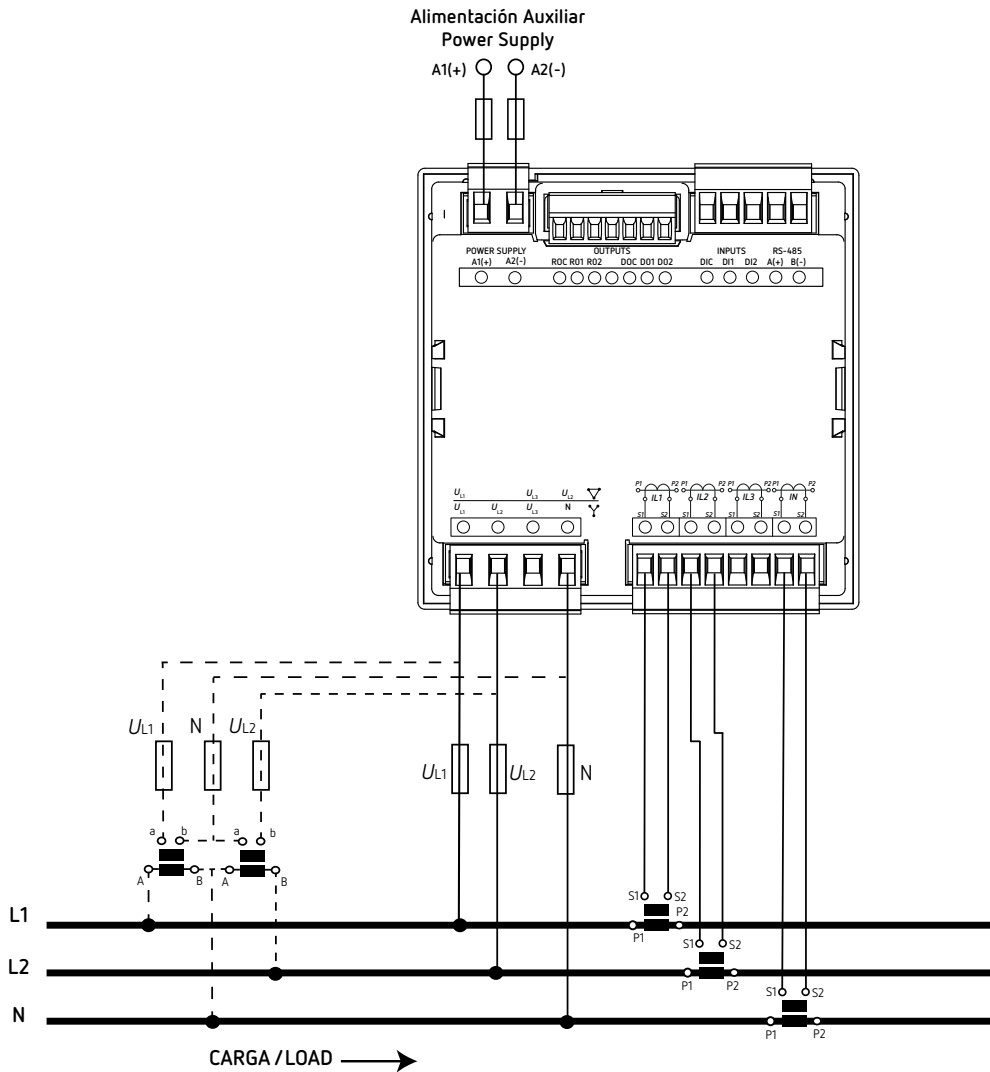 Alimentación Auxiliar
Power Supply
A1(+) A2(-)
POWER SUPPLY OUTPUTS INPUTS RS-485
A1(+) A2(-) ROC RO1 RO2 DOC DO1 DO2 DIC DI1 DI2 A(+) B(-)
P1 P2 P1 P2 P1 P2 P1 P2
IL1 IL2 IL3 IN
UL1 UL3 UL2
UL1 UL2 UL3 N
S1 S2 S1 S2 S1 S2 S1 S2
UL1 N UL2
UL1 UL2 N
a b a b
A B A B
S1 S2
L1
P1 P2
S1 S2
L2
P1 P2
S1 S2
N
P1 P2
CARGA / LOAD